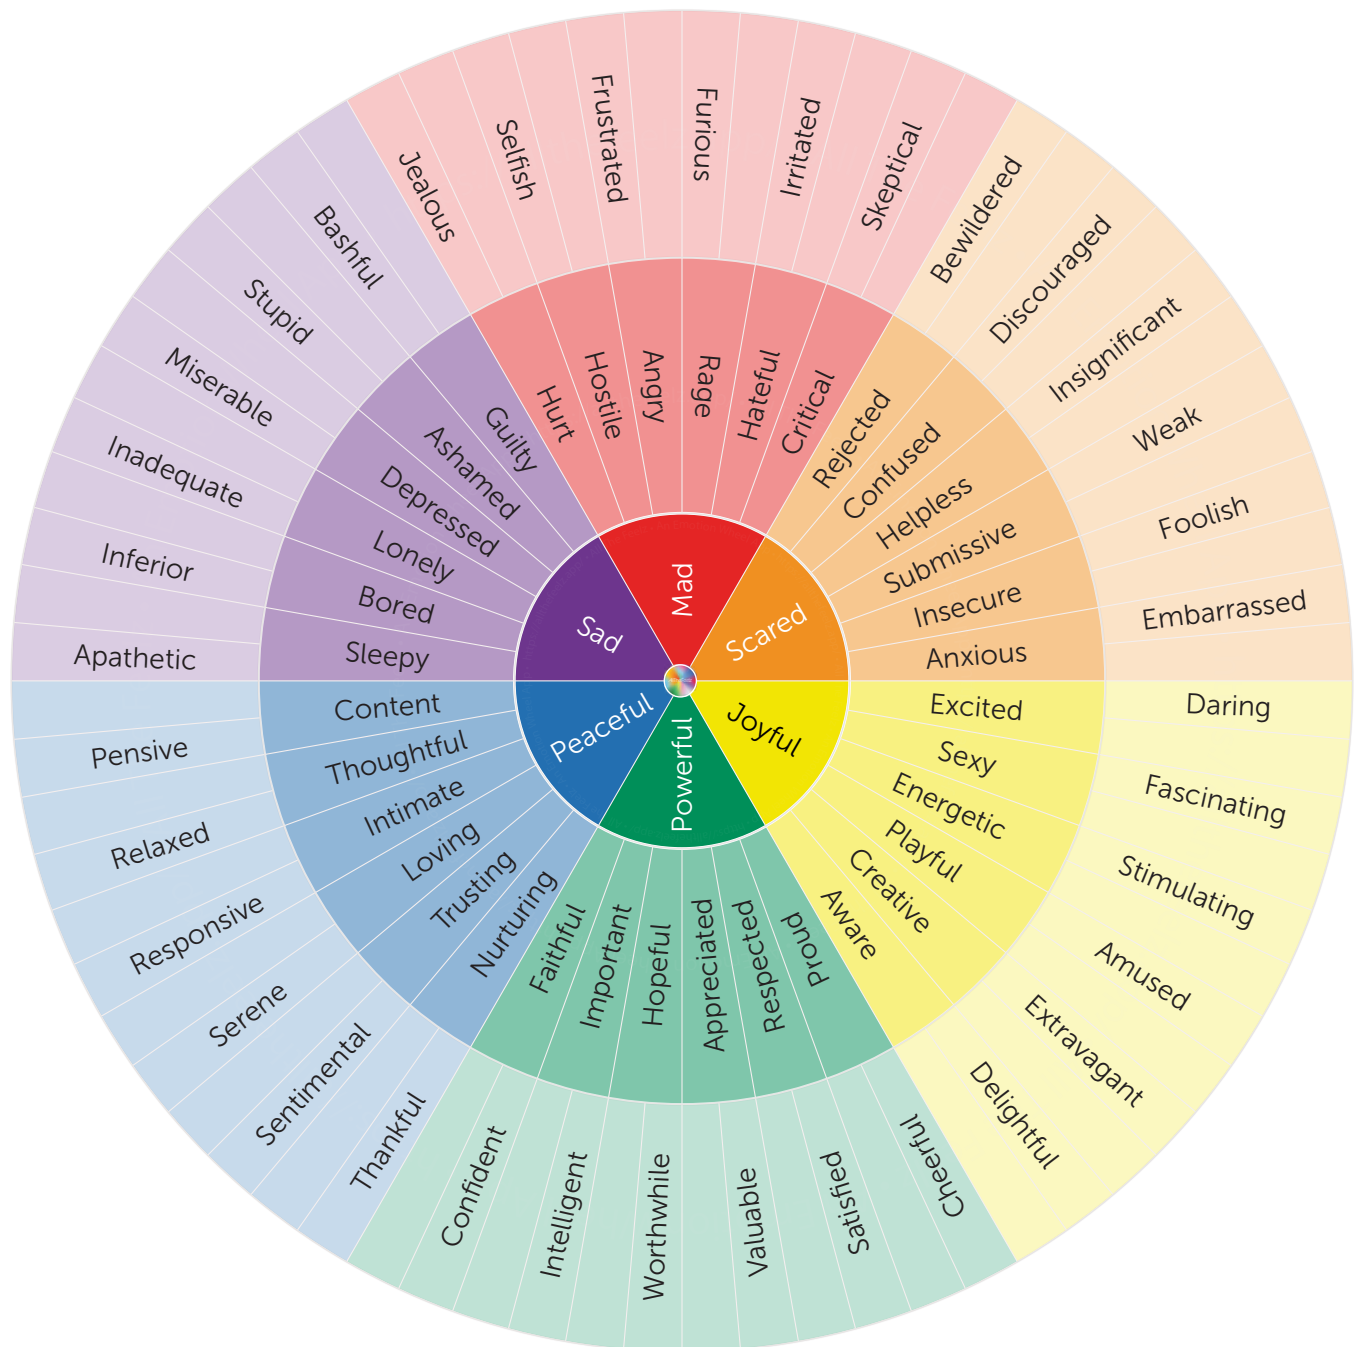 Mad
Scared
Joyful
Powerful
Peaceful
Sad
Hurt
Hostile
Angry
Rage
Hateful
Critical
Rejected
Confused
Helpless
Submissive
Insecure
Anxious
Excited
Sexy
Energetic
Playful
Creative
Aware
Proud
Respected
Appreciated
Hopeful
Important
Faithful
Nurturing
Trusting
Loving
Intimate
Thoughtful
Content
Sleepy
Bored
Lonely
Depressed
Ashamed
Guilty
Jealous
Selfish
Frustrated
Furious
Irritated
Skeptical
Bewildered
Discouraged
Insignificant
Weak
Foolish
Embarrassed
Daring
Fascinating
Stimulating
Amused
Extravagant
Delightful
Cheerful
Satisfied
Valuable
Worthwhile
Intelligent
Confident
Thankful
Sentimental
Serene
Responsive
Relaxed
Pensive
Apathetic
Inferior
Inadequate
Miserable
Stupid
Bashful